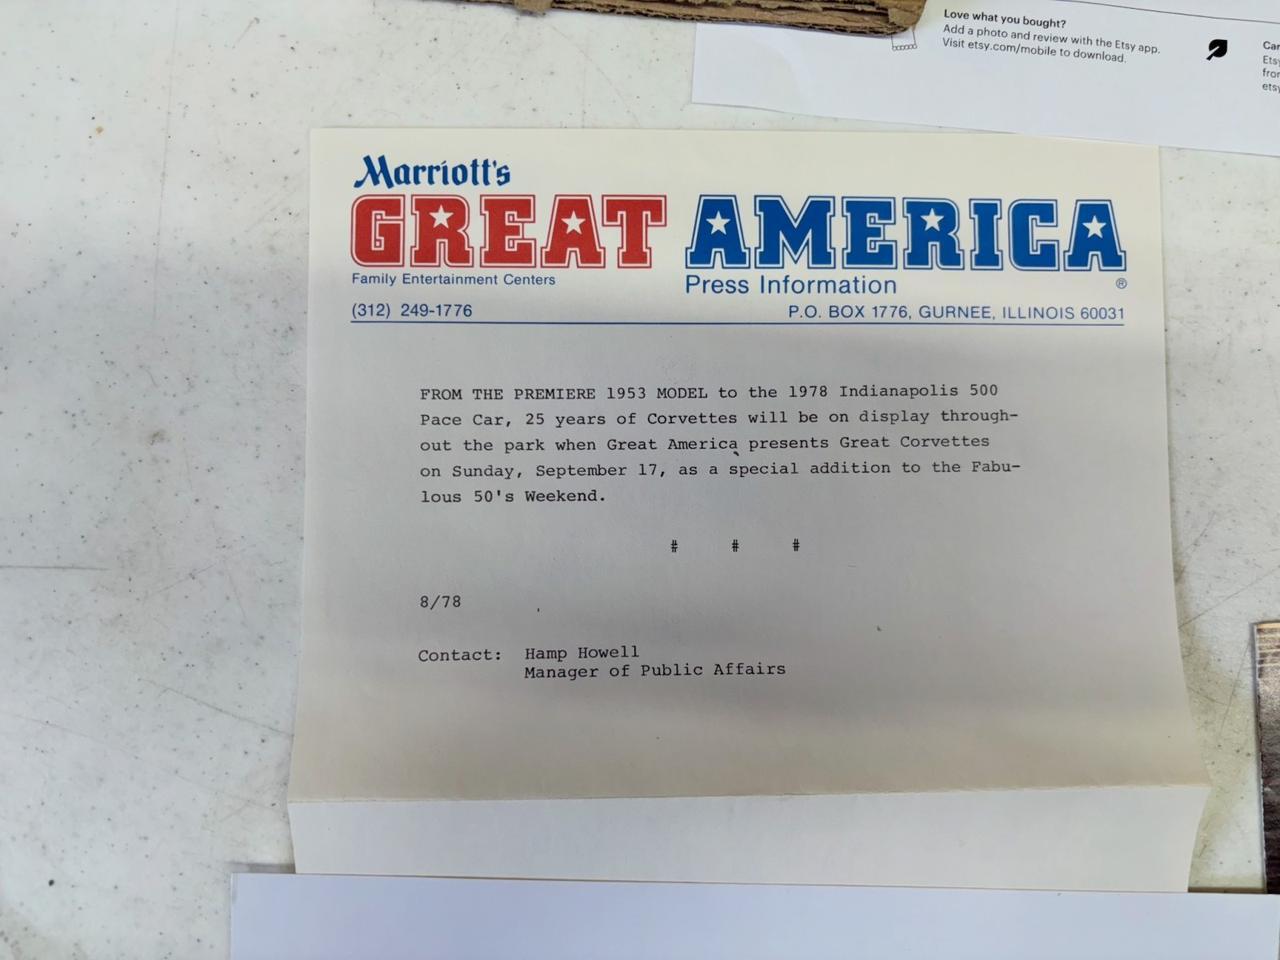 Love what you bought?
Add a photo and review with the Etsy app.
Visit etsy.com/mobile to download.
Marriott's
GREAT AMERICA
Family Entertainment Centers
Press Information ®
(312) 249-1776
P.O. BOX 1776, GURNEE, ILLINOIS 60031
FROM THE PREMIERE 1953 MODEL to the 1978 Indianapolis 500
Pace Car, 25 years of Corvettes will be on display through-
out the park when Great America presents Great Corvettes
on Sunday, September 17, as a special addition to the Fabu-
lous 50's Weekend.
# # #
8/78
Contact: Hamp Howell
Manager of Public Affairs